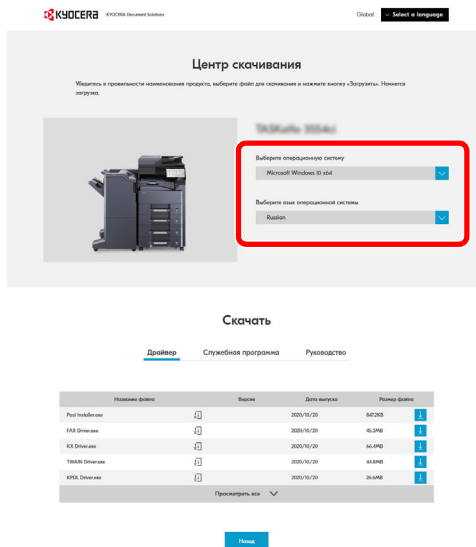 KYOCERA KYOCERA Document Solutions Global Select a language
Центр скачивания
Убедитесь в правильности наименования продукта, выберите файл для скачивания и нажмите кнопку «Загрузить». Начнется
загрузка.
TASKalfa 3554ci
Выберите операционную систему
Microsoft Windows 10 x64
Выберите язык операционной системы
Russian
Скачать
Драйвер Служебная программа Руководство
Название файла Версия Дата выпуска Размер файла
Post Installer.exe 2020/10/20 847.2KB
FAX Driver.exe 2020/10/20 45.3MB
KX Driver.exe 2020/10/20 66.4MB
TWAIN Driver.exe 2020/10/20 44.8MB
KPDL Driver.exe 2020/10/20 26.6MB
Просмотреть все
Назад